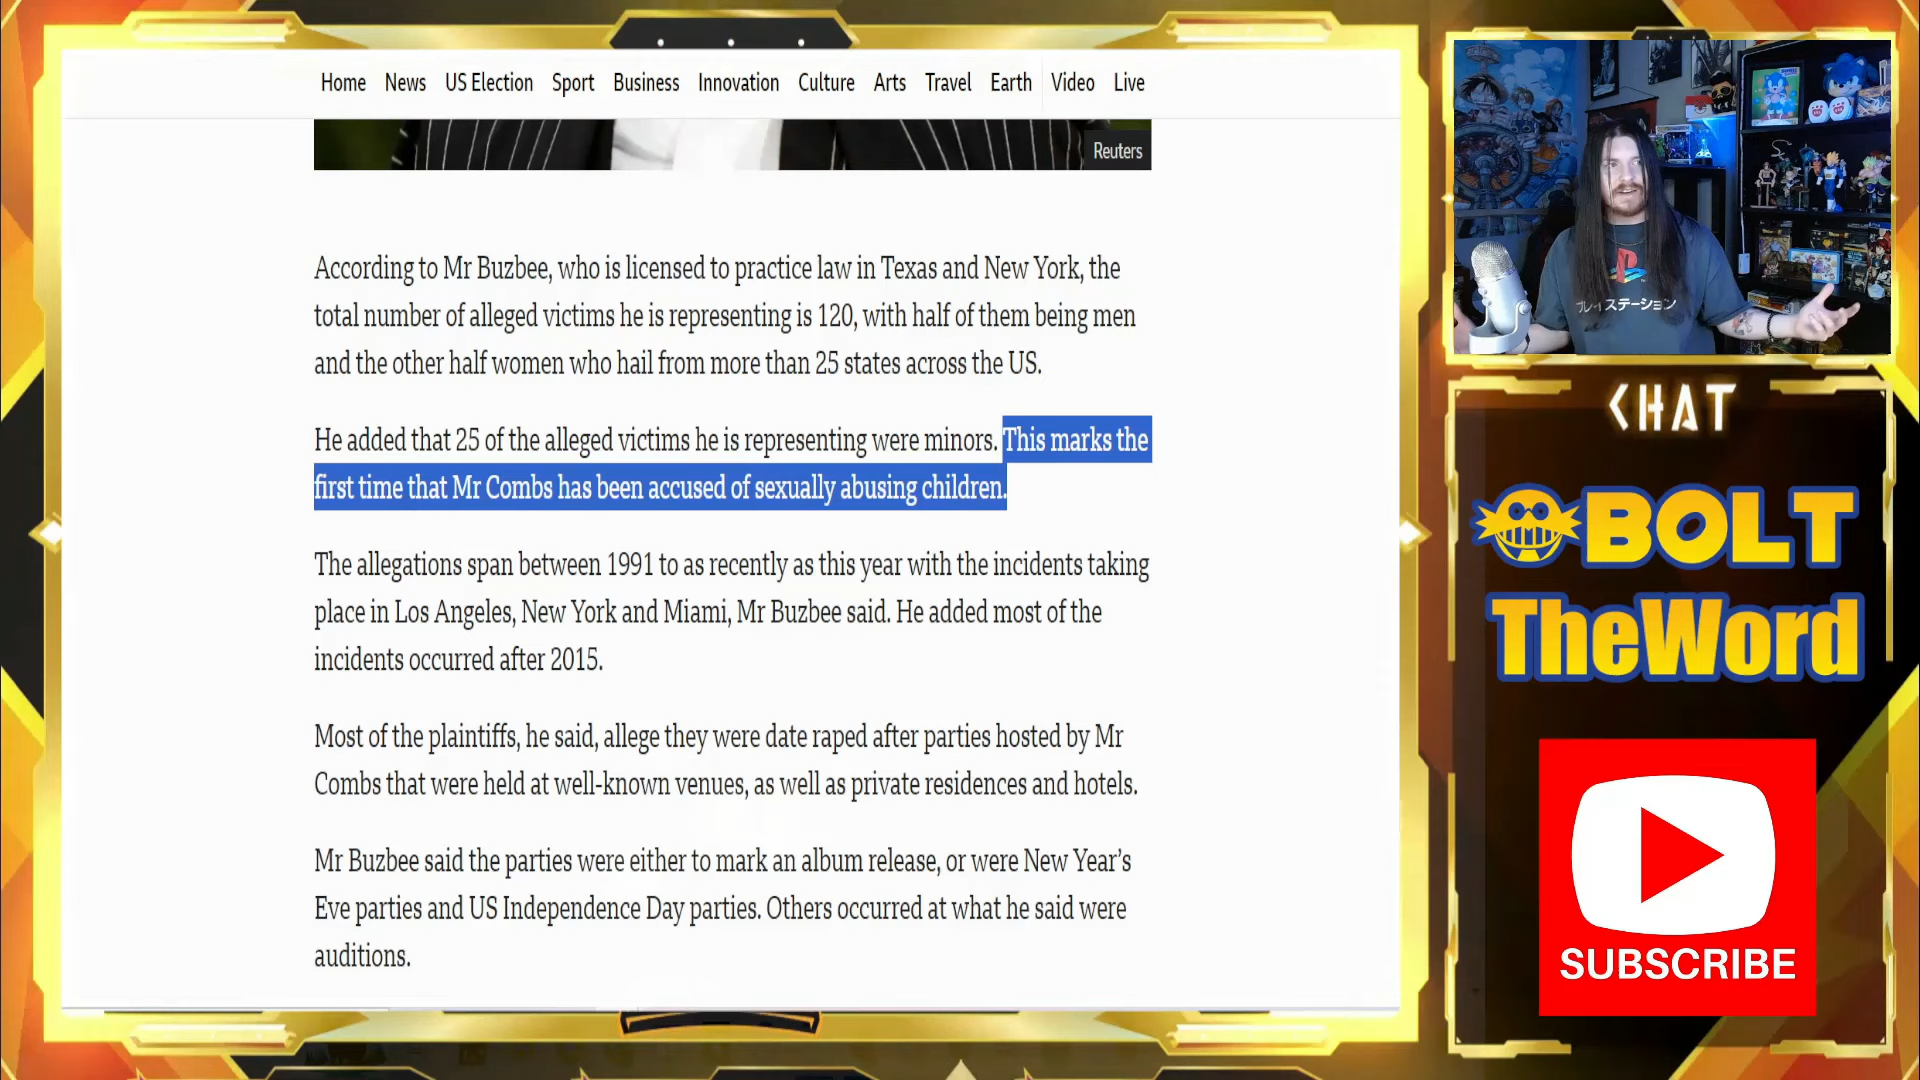 Home News US Election Sport Business Innovation Culture Arts Travel Earth Video Live
Reuters
According to Mr Buzbee, who is licensed to practice law in Texas and New York, the
total number of alleged victims he is representing is 120, with half of them being men
and the other half women who hail from more than 25 states across the US.
He added that 25 of the alleged victims he is representing were minors. This marks the
first time that Mr Combs has been accused of sexually abusing children.
The allegations span between 1991 to as recently as this year with the incidents taking
place in Los Angeles, New York and Miami, Mr Buzbee said. He added most of the
incidents occurred after 2015.
Most of the plaintiffs, he said, allege they were date raped after parties hosted by Mr
Combs that were held at well-known venues, as well as private residences and hotels.
Mr Buzbee said the parties were either to mark an album release, or were New Year’s
Eve parties and US Independence Day parties. Others occurred at what he said were
auditions.
プレイステーション
CHAT
BOLT
TheWord
SUBSCRIBE